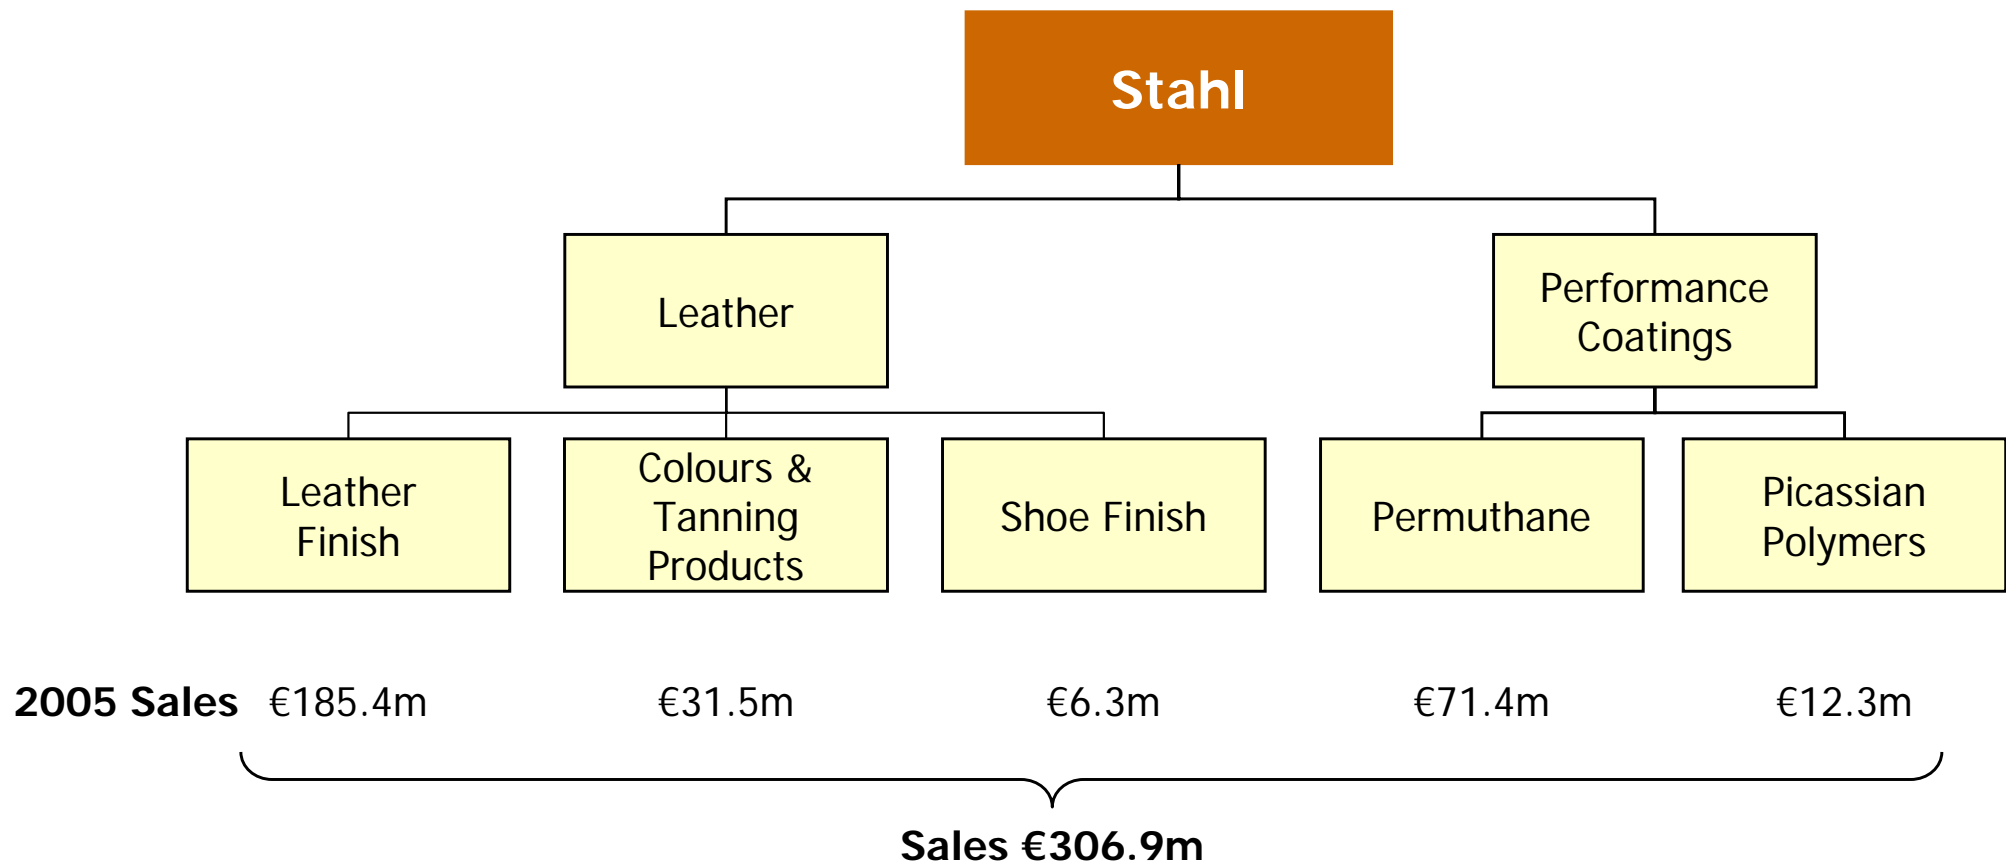 Stahl
Leather
Performance
Coatings
Leather
Finish
Colours &
Tanning
Products
Shoe Finish
Permuthane
Picassian
Polymers
2005 Sales €185.4m €31.5m €6.3m €71.4m €12.3m
Sales €306.9m